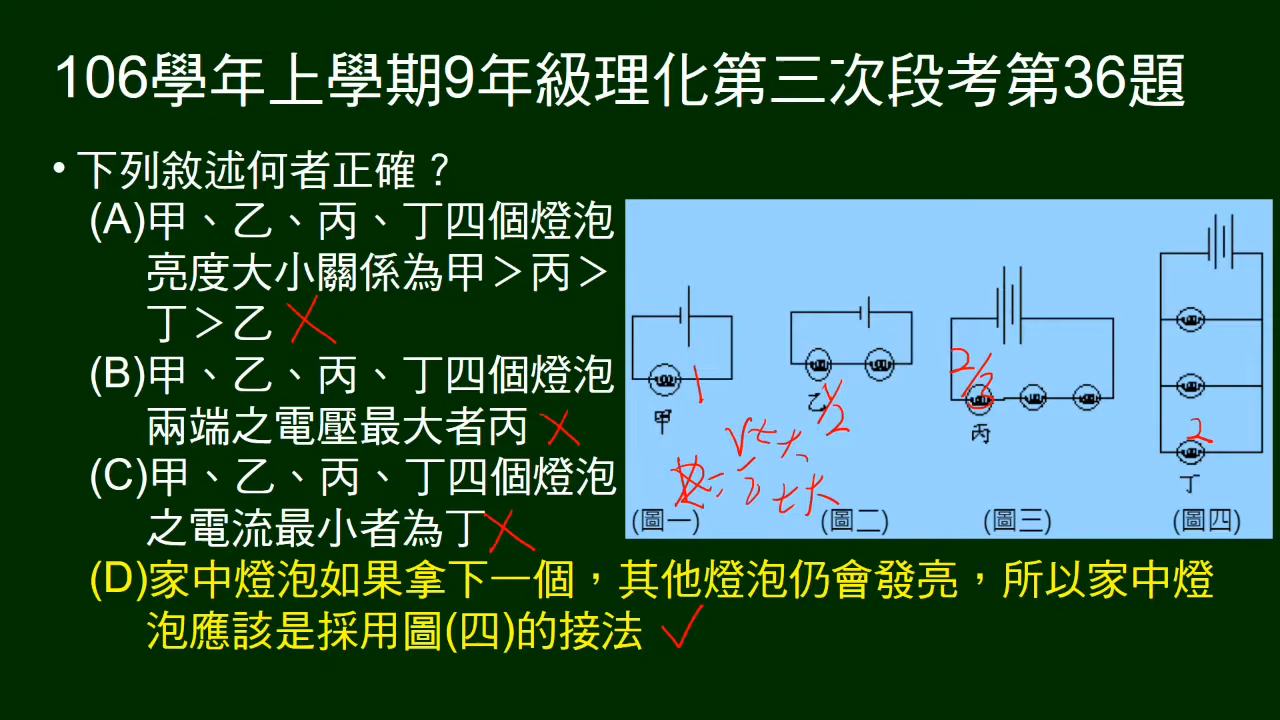 106學年上學期9年級理化第三次段考第36題
• 下列敘述何者正確？
(A)甲、乙、丙、丁四個燈泡
亮度大小關係為甲＞丙＞
丁＞乙
(B)甲、乙、丙、丁四個燈泡
兩端之電壓最大者丙
(C)甲、乙、丙、丁四個燈泡
之電流最小者為丁
(D)家中燈泡如果拿下一個，其他燈泡仍會發亮，所以家中燈
泡應該是採用圖(四)的接法
1
甲
(圖一)
乙
1/2
(圖二)
2/3
丙
(圖三)
2
丁
(圖四)